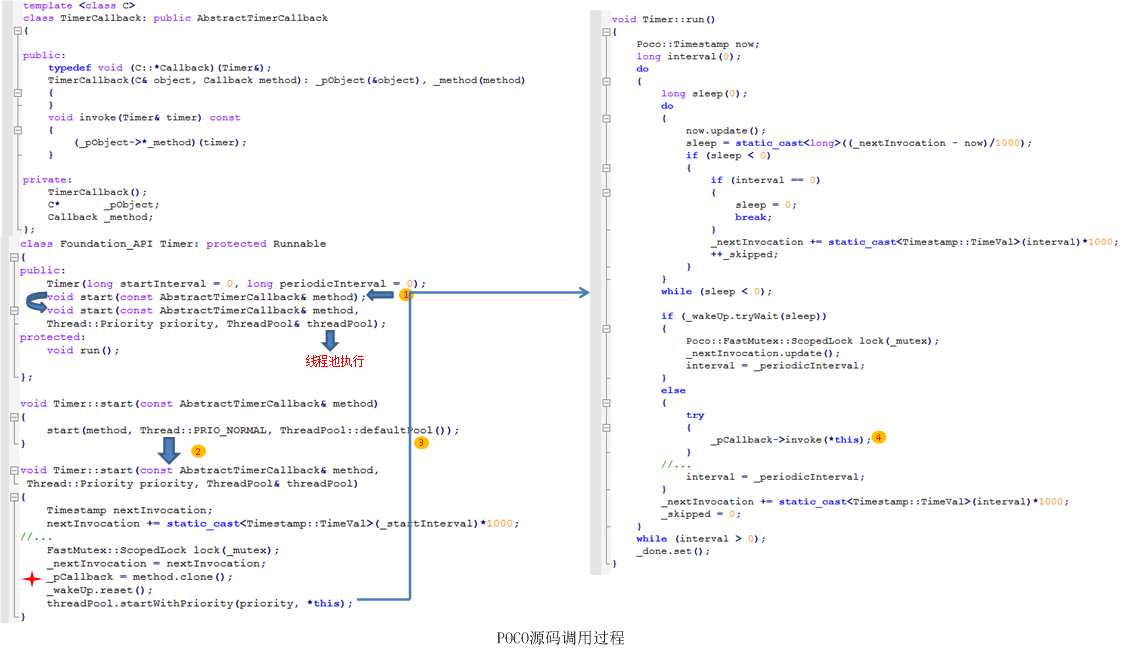 template <class C>
class TimerCallback: public AbstractTimerCallback
{
public:
typedef void (C::*Callback)(Timer&);
TimerCallback(C& object, Callback method): _pObject(&object), _method(method)
{
}
void invoke(Timer& timer) const
{
(_pObject->*_method)(timer);
}
private:
TimerCallback();
C* _pObject;
Callback _method;
};
class Foundation_API Timer: protected Runnable
{
public:
Timer(long startInterval = 0, long periodicInterval = 0);
void start(const AbstractTimerCallback& method);
1
void start(const AbstractTimerCallback& method,
Thread::Priority priority, ThreadPool& threadPool);
protected:
void run();
线程池执行
};
void Timer::start(const AbstractTimerCallback& method)
{
start(method, Thread::PRIO_NORMAL, ThreadPool::defaultPool());
}
2
3
void Timer::start(const AbstractTimerCallback& method,
Thread::Priority priority, ThreadPool& threadPool)
{
Timestamp nextInvocation;
nextInvocation += static_cast<Timestamp::TimeVal>(_startInterval)*1000;
//...
FastMutex::ScopedLock lock(_mutex);
_nextInvocation = nextInvocation;
_pCallback = method.clone();
_wakeUp.reset();
threadPool.startWithPriority(priority, *this);
}
void Timer::run()
{
Poco::Timestamp now;
long interval(0);
do
{
long sleep(0);
do
{
now.update();
sleep = static_cast<long>((_nextInvocation - now)/1000);
if (sleep < 0)
{
if (interval == 0)
{
sleep = 0;
break;
}
_nextInvocation += static_cast<Timestamp::TimeVal>(interval)*1000;
++_skipped;
}
}
while (sleep < 0);
if (_wakeUp.tryWait(sleep))
{
Poco::FastMutex::ScopedLock lock(_mutex);
_nextInvocation.update();
interval = _periodicInterval;
}
else
{
try
{
_pCallback->invoke(*this);
4
}
//...
interval = _periodicInterval;
}
_nextInvocation += static_cast<Timestamp::TimeVal>(interval)*1000;
_skipped = 0;
}
while (interval > 0);
_done.set();
}
POCO源码调用过程